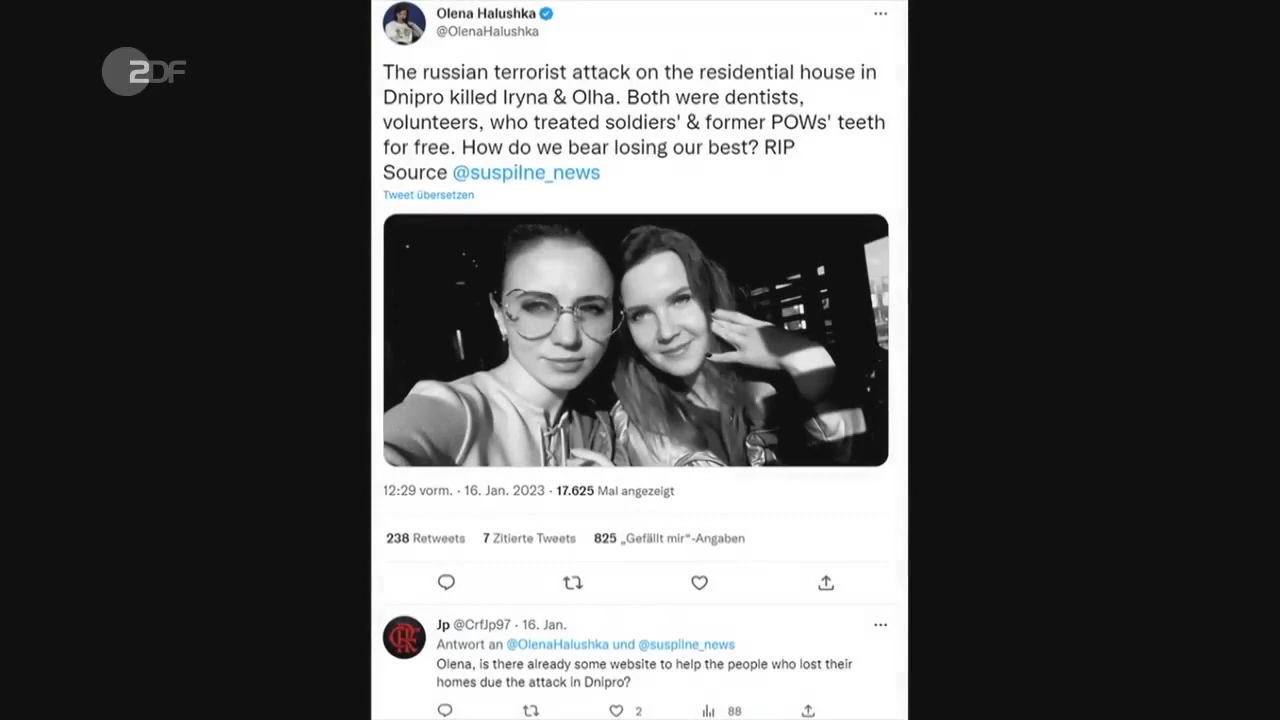 ZDF
Olena Halushka
@OlenaHalushka
The russian terrorist attack on the residential house in
Dnipro killed Iryna & Olha. Both were dentists,
volunteers, who treated soldiers' & former POWs' teeth
for free. How do we bear losing our best? RIP
Source @suspilne_news
Tweet übersetzen
12:29 vorm. · 16. Jan. 2023 · 17.625 Mal angezeigt
238 Retweets 7 Zitierte Tweets 825 „Gefällt mir“-Angaben
Jp @CrfJp97 · 16. Jan.
Antwort an @OlenaHalushka und @suspilne_news
Olena, is there already some website to help the people who lost their
homes due the attack in Dnipro?
2 88